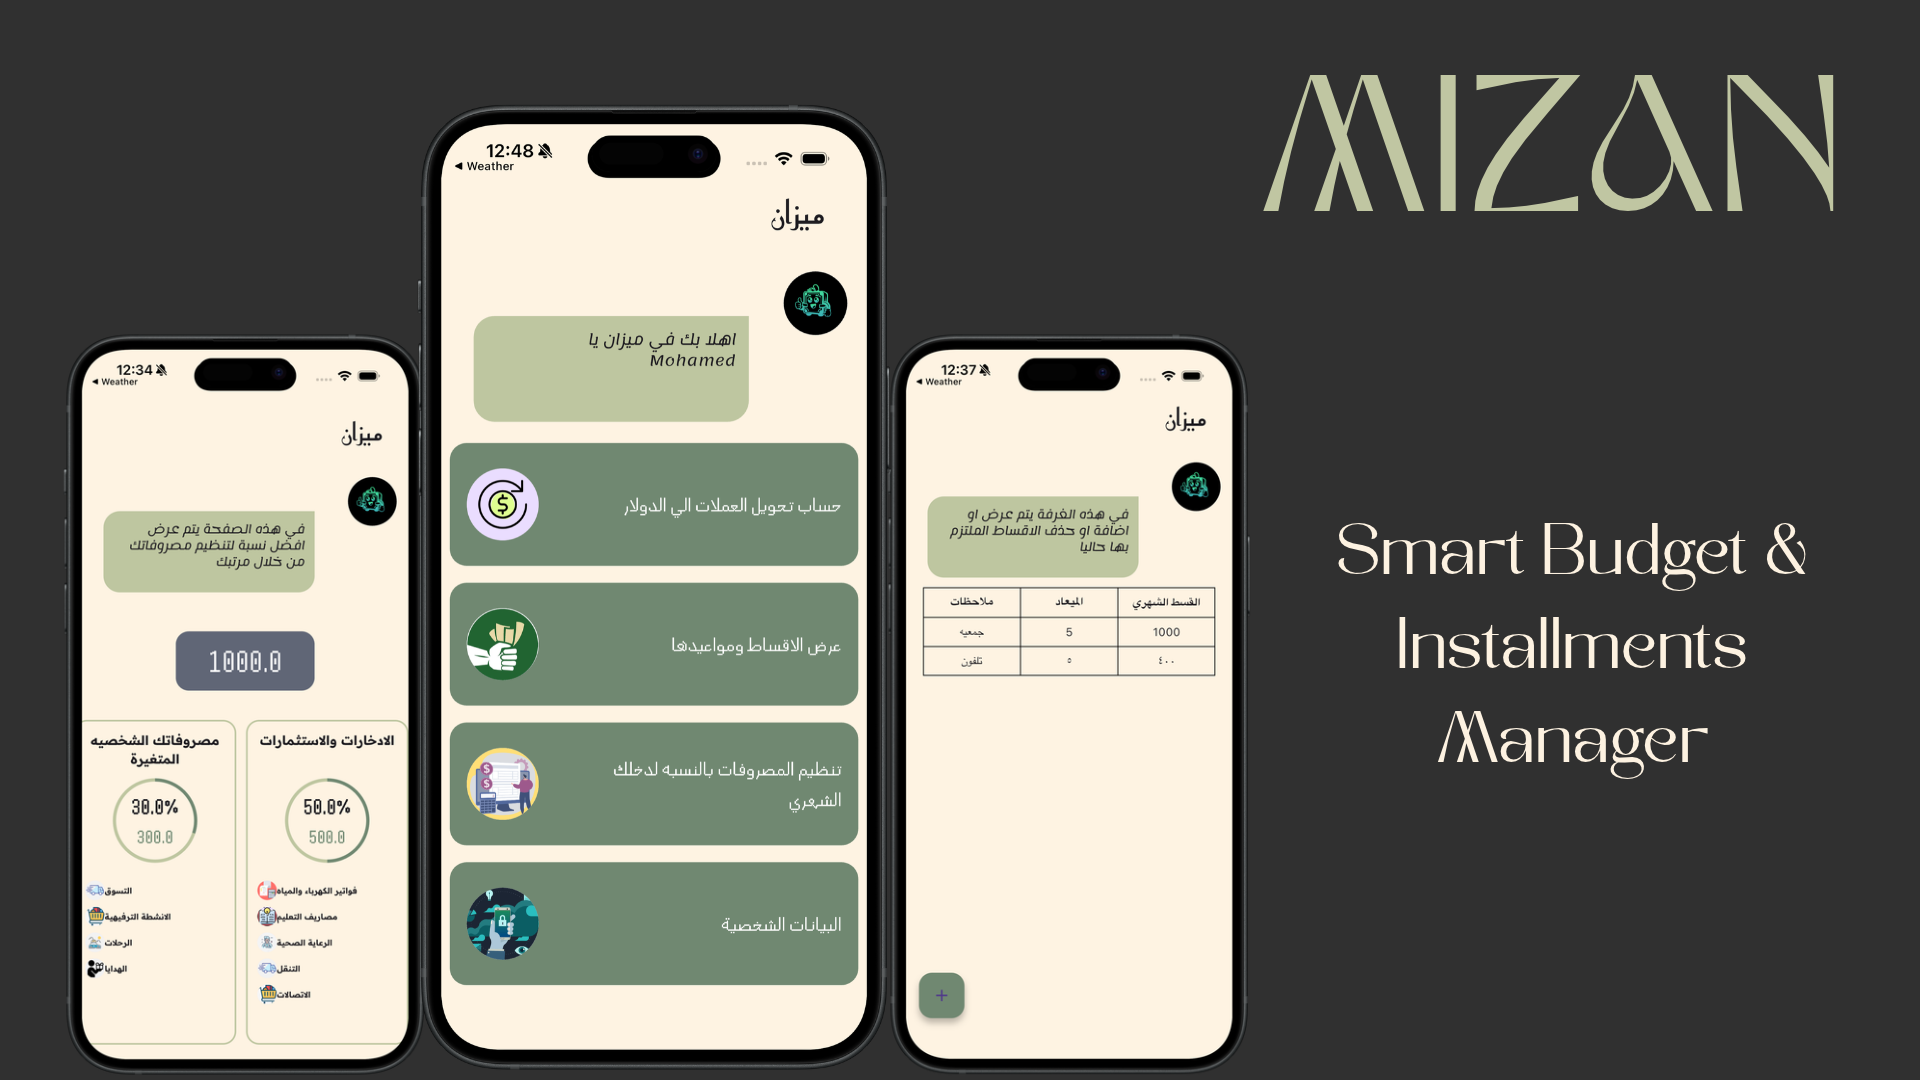 MIZAN
Smart Budget &
Installments
Manager
12:34
◄ Weather
ميزان
في هذه الصفحة يتم عرض
افضل نسبة لتنظيم مصروفاتك
من خلال مرتبك
1000.0
الادخارات والاستثمارات
50.0%
500.0
فواتير الكهرباء والمياه
مصاريف التعليم
الرعاية الصحية
التنقل
الاتصالات
مصروفاتك الشخصيه
المتغيرة
30.0%
300.0
التسوق
الانشطة الترفيهية
الرحلات
الهدايا
12:48
◄ Weather
ميزان
اهلا بك في ميزان يا
Mohamed
حساب تحويل العملات الي الدولار
عرض الاقساط ومواعيدها
تنظيم المصروفات بالنسبه لدخلك
الشهري
البيانات الشخصية
12:37
◄ Weather
ميزان
في هذه الغرفة يتم عرض او
اضافة او حذف الاقساط الملتزم
بها حاليا
القسط الشهري الميعاد ملاحظات
1000 5 جمعيه
٤٠٠ ٥ تلفون
+